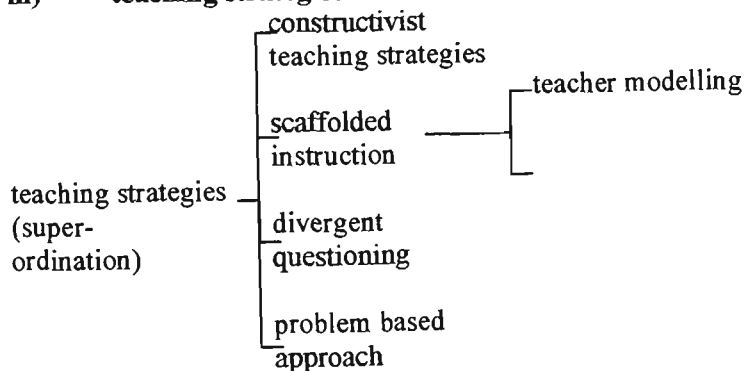 constructivist
teaching strategies
teacher modelling
scaffolded
instruction
teaching strategies
(super-
ordination)
divergent
questioning
problem based
approach